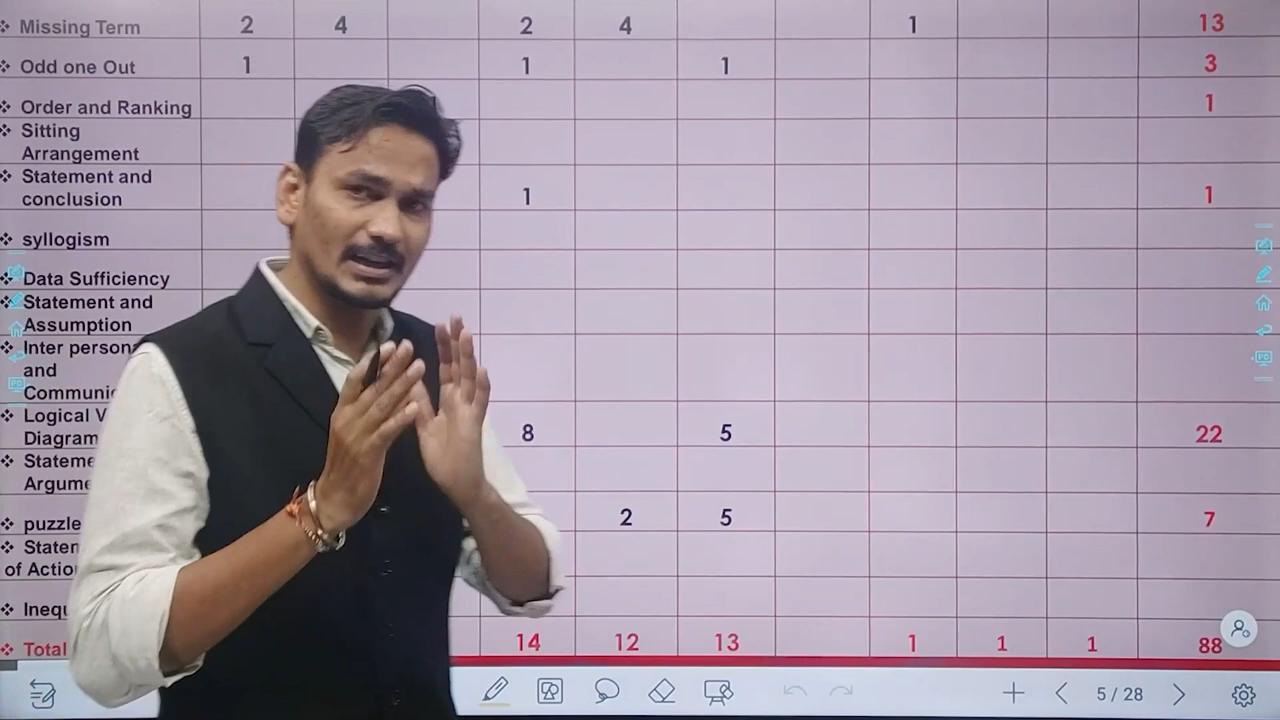 ❖ Missing Term 2 4 2 4 1 13
❖ Odd one Out 1 1 1 3
❖ Order and Ranking 1
❖ Sitting
Arrangement
❖ Statement and
conclusion 1 1
❖ syllogism
❖ Data Sufficiency
❖ Statement and
Assumption
❖ Inter persona
and
Communic
❖ Logical V
Diagram 8 5 22
❖ Stateme
Argume
❖ puzzle 2 5 7
❖ Staten
of Actio
❖ Inequ
❖ Total 14 12 13 1 1 1 88
5 / 28